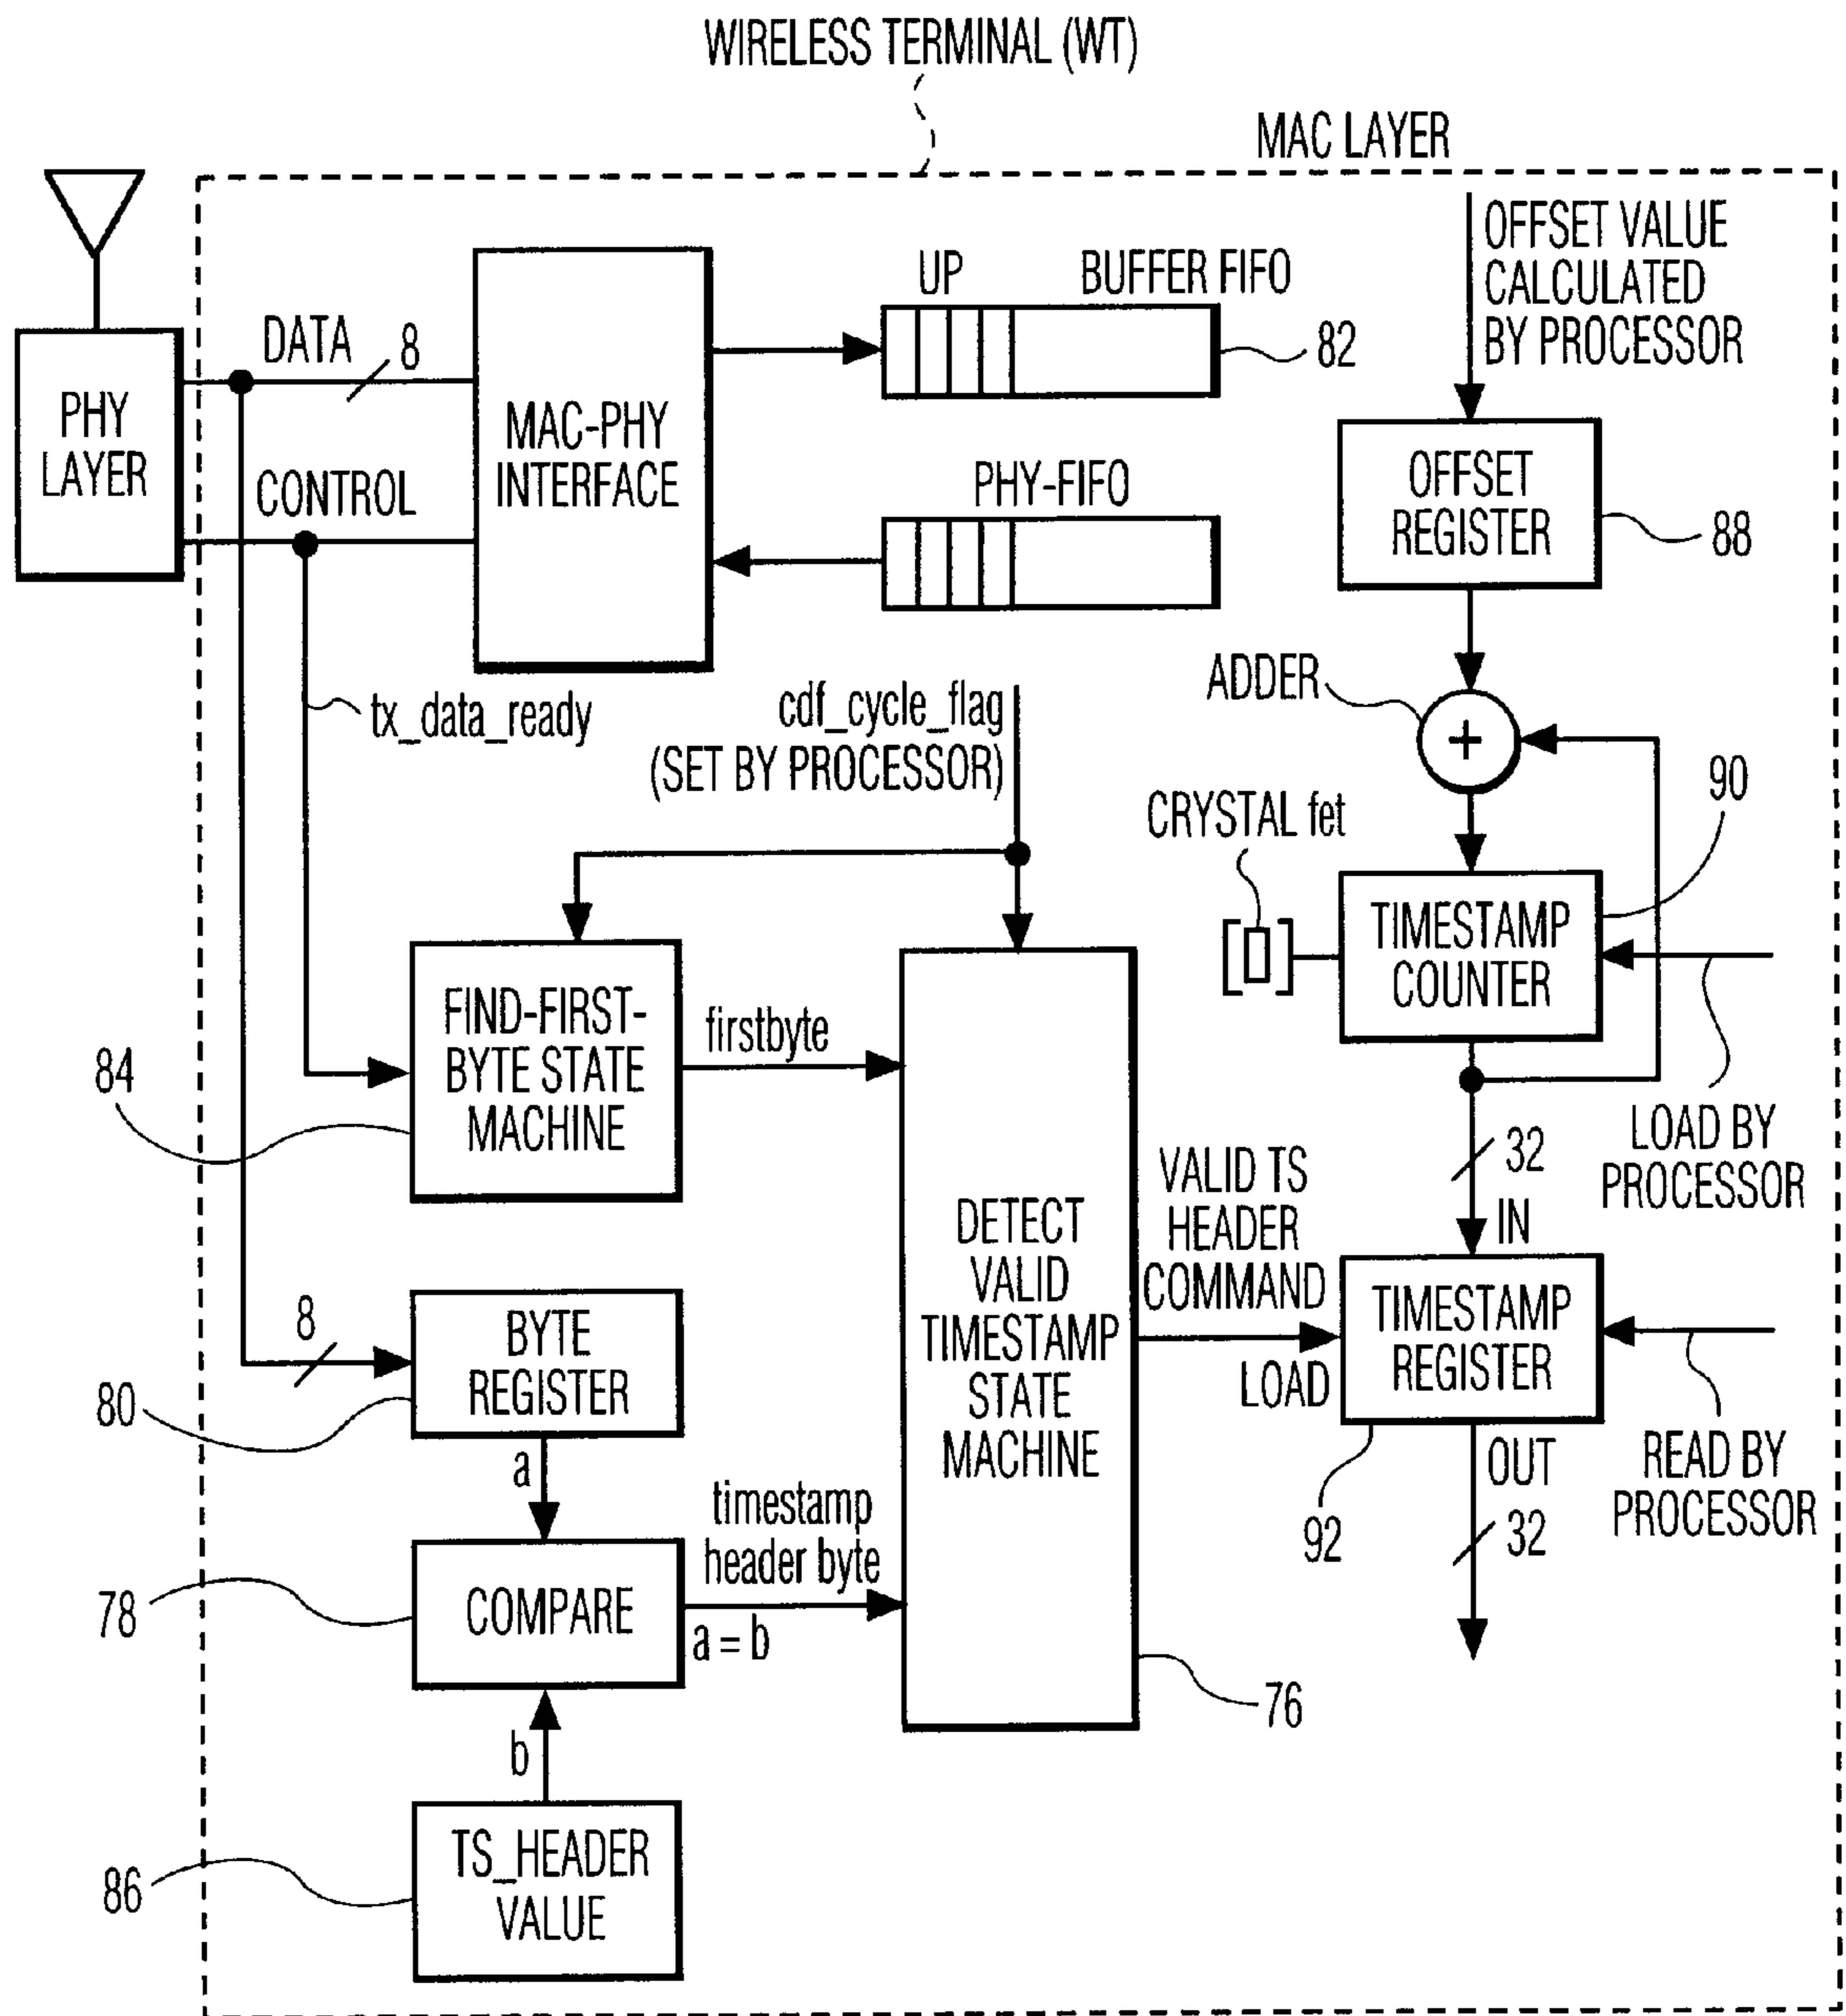 WIRELESS TERMINAL (WT)
MAC LAYER
PHY
LAYER
DATA
8
CONTROL
MAC-PHY
INTERFACE
UP
BUFFER FIFO
82
PHY-FIFO
OFFSET VALUE
CALCULATED
BY PROCESSOR
OFFSET
REGISTER
88
tx_data_ready
cdf_cycle_flag
(SET BY PROCESSOR)
ADDER
+
CRYSTAL fet
90
TIMESTAMP
COUNTER
LOAD BY
PROCESSOR
84
FIND-FIRST-
BYTE STATE
MACHINE
firstbyte
DETECT
VALID
TIMESTAMP
STATE
MACHINE
76
VALID TS
HEADER
COMMAND
LOAD
32
IN
TIMESTAMP
REGISTER
92
OUT
32
READ BY
PROCESSOR
8
BYTE
REGISTER
80
a
COMPARE
78
timestamp
header byte
a = b
b
TS_HEADER
VALUE
86